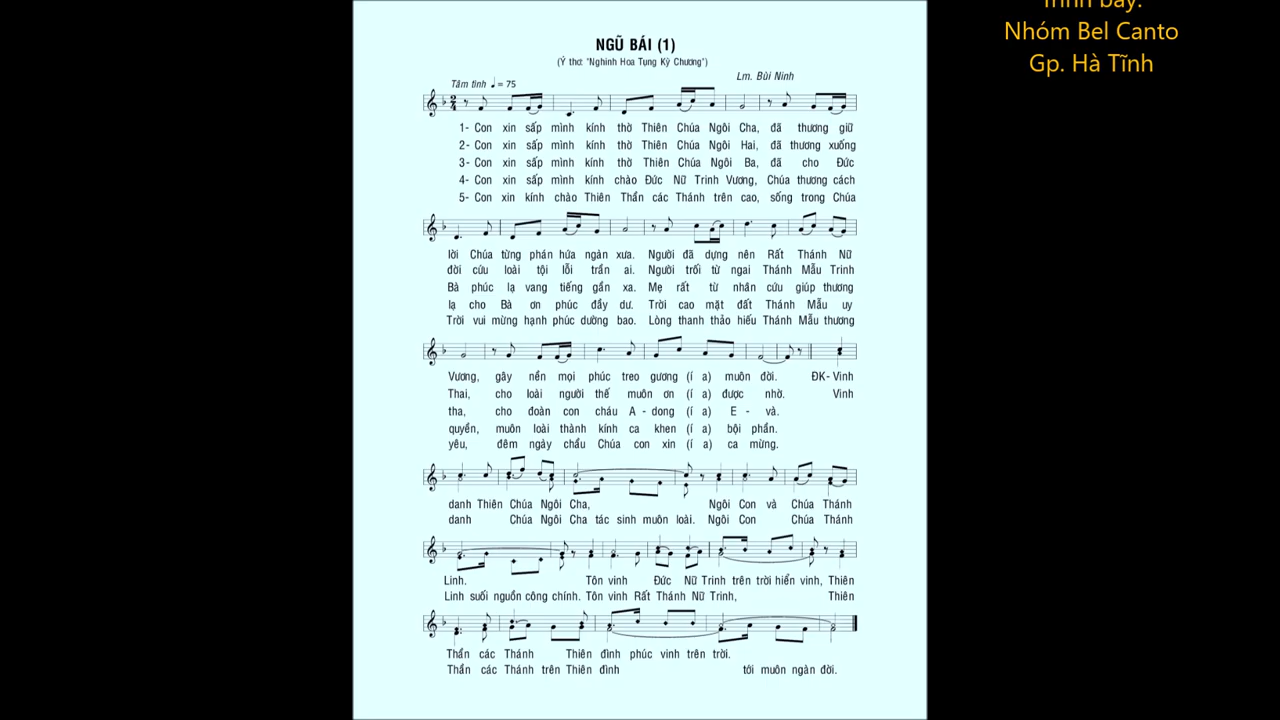 Trình bày:
Nhóm Bel Canto
Gp. Hà Tĩnh
NGŨ BÁI (1)
(Ý thơ: "Nghinh Hoa Tụng Kỳ Chương")
Lm. Bùi Ninh
Tâm tình ♩ = 75
1- Con xin sấp mình kính thờ Thiên Chúa Ngôi Cha, đã thương giữ
2- Con xin sấp mình kính thờ Thiên Chúa Ngôi Hai, đã thương xuống
3- Con xin sấp mình kính thờ Thiên Chúa Ngôi Ba, đã cho Đức
4- Con xin sấp mình kính chào Đức Nữ Trinh Vương, Chúa thương cách
5- Con xin kính chào Thiên Thần các Thánh trên cao, sống trong Chúa
lời Chúa từng phán hứa ngàn xưa. Người đã dựng nên Rất Thánh Nữ
đời cứu loài tội lỗi trần ai. Người trối từ ngai Thánh Mẫu Trinh
Bà phúc lạ vang tiếng gần xa. Mẹ rất từ nhân cứu giúp thương
lạ cho Bà ơn phúc đầy dư. Trời cao mặt đất Thánh Mẫu uy
Trời vui mừng hạnh phúc dường bao. Lòng thanh thảo hiếu Thánh Mẫu thương
Vương, gây nền mọi phúc treo gương (í a) muôn đời. ĐK- Vinh
Thai, cho loài người thế muôn ơn (í a) được nhờ. Vinh
tha, cho đoàn con cháu A - dong (í a) E - và.
quyền, muôn loài thành kính ca khen (í a) bội phần.
yêu, đêm ngày chầu Chúa con xin (í a) ca mừng.
danh Thiên Chúa Ngôi Cha, Ngôi Con và Chúa Thánh
danh Chúa Ngôi Cha tác sinh muôn loài. Ngôi Con Chúa Thánh
Linh. Tôn vinh Đức Nữ Trinh trên trời hiển vinh, Thiên
Linh suối nguồn công chính. Tôn vinh Rất Thánh Nữ Trinh, Thiên
Thần các Thánh Thiên đình phúc vinh trên trời.
Thần các Thánh trên Thiên đình tới muôn ngàn đời.